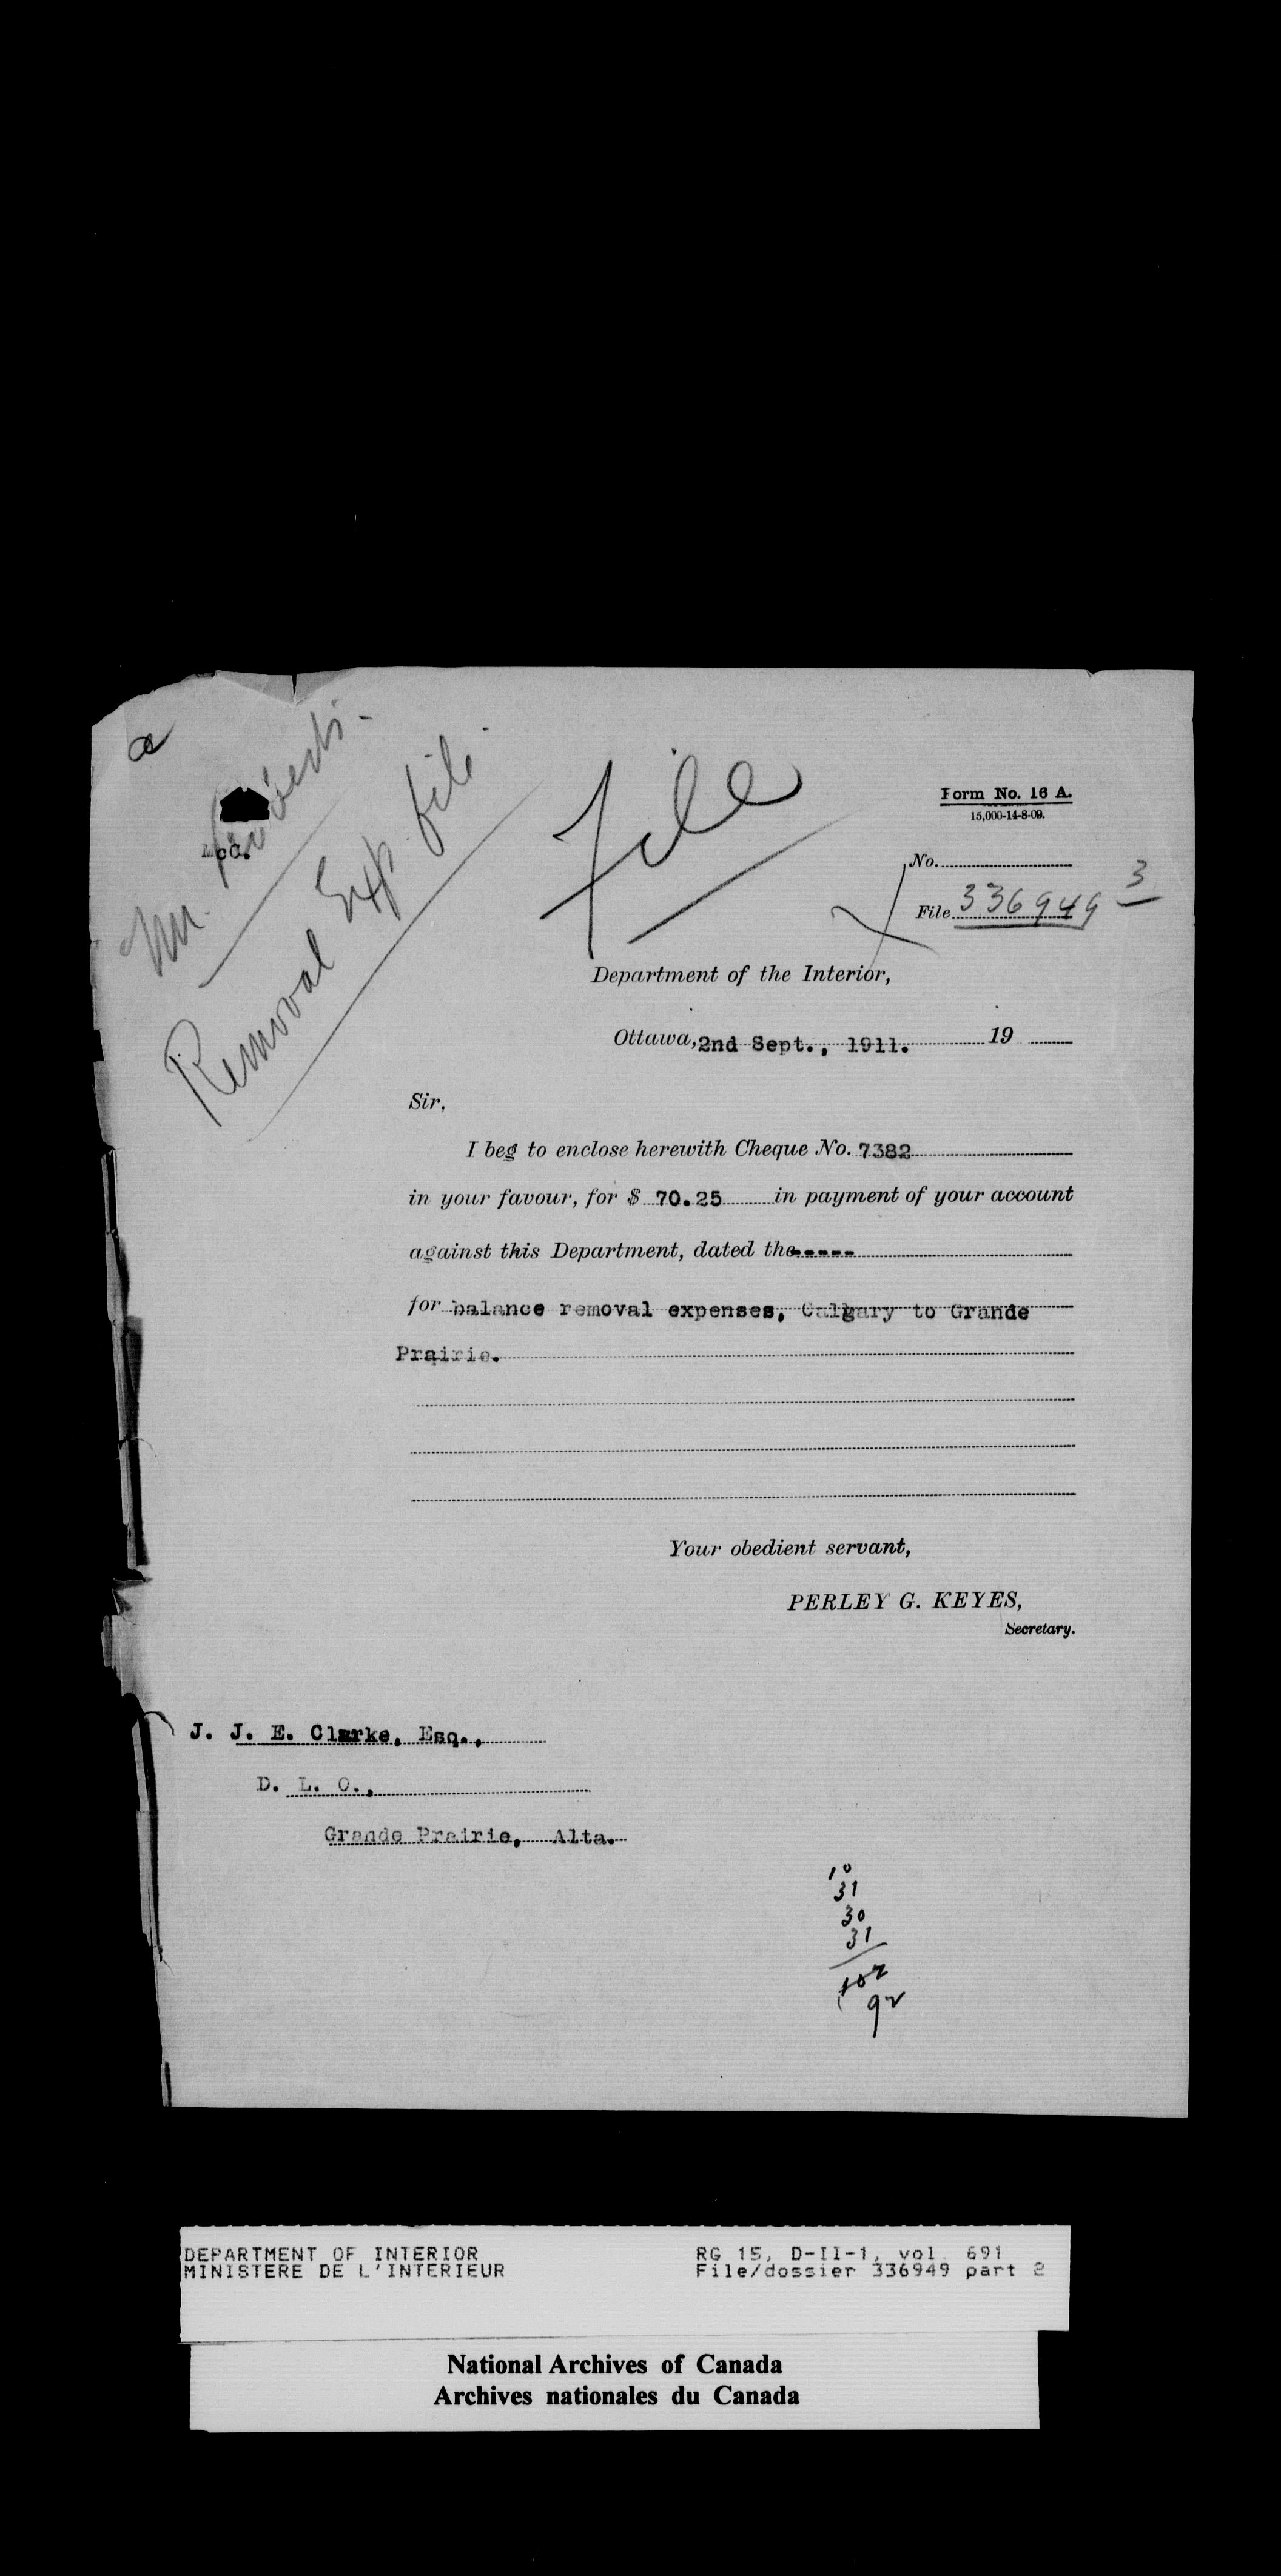 a
Mr. Roberts.
Removal Exp. file.
File
McC.
Form No. 16 A.
15,000-14-8-09.
No.
File 336949 3
Department of the Interior,
Ottawa, 2nd Sept., 1911. 19
Sir,
I beg to enclose herewith Cheque No. 7382
in your favour, for $ 70.25 in payment of your account
against this Department, dated the-----
for balance removal expenses, Calgary to Grande
Prairie.
Your obedient servant,
PERLEY G. KEYES,
Secretary.
J. J. E. Clarke, Esq.,
D. L. O.,
Grande Prairie, Alta.
10
31
30
31
102
92
DEPARTMENT OF INTERIOR RG 15, D-II-1, vol. 691
MINISTERE DE L'INTERIEUR File/dossier 336949 part 2
National Archives of Canada
Archives nationales du Canada